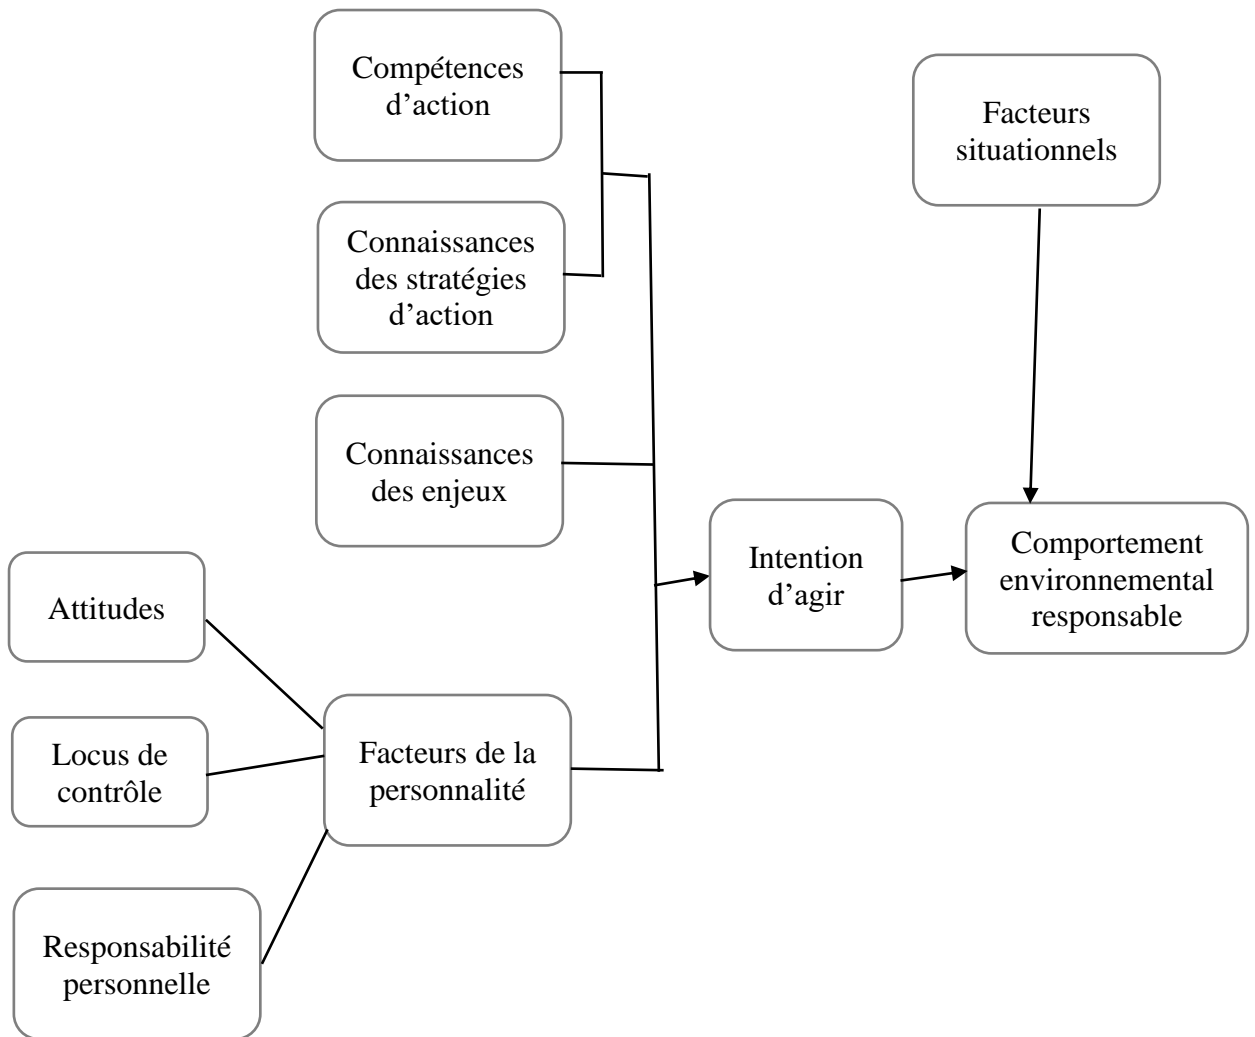 Compétences
d’action
Facteurs
situationnels
Connaissances
des stratégies
d’action
Connaissances
des enjeux
Intention
d’agir
Comportement
environnemental
responsable
Attitudes
Locus de
contrôle
Facteurs de la
personnalité
Responsabilité
personnelle